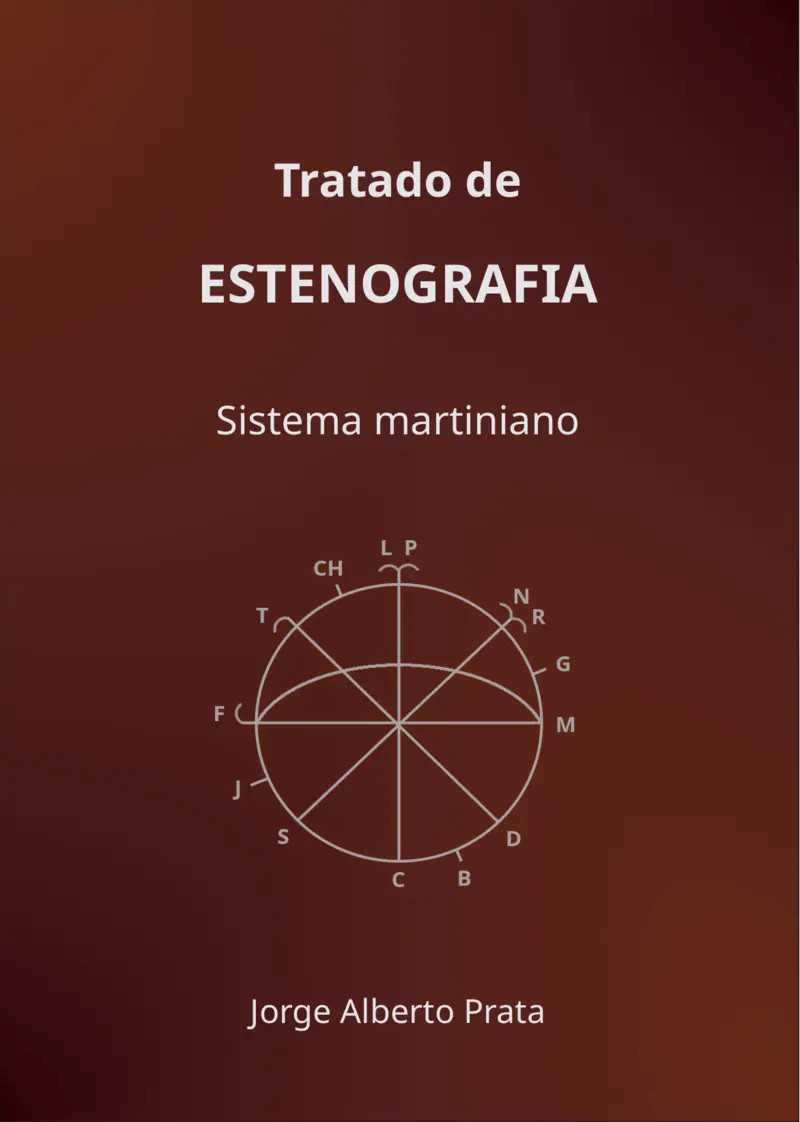 Tratado de
ESTENOGRAFIA
Sistema martiniano
L P
CH
N
T
R
G
F
M
J
S
D
C
B
Jorge Alberto Prata